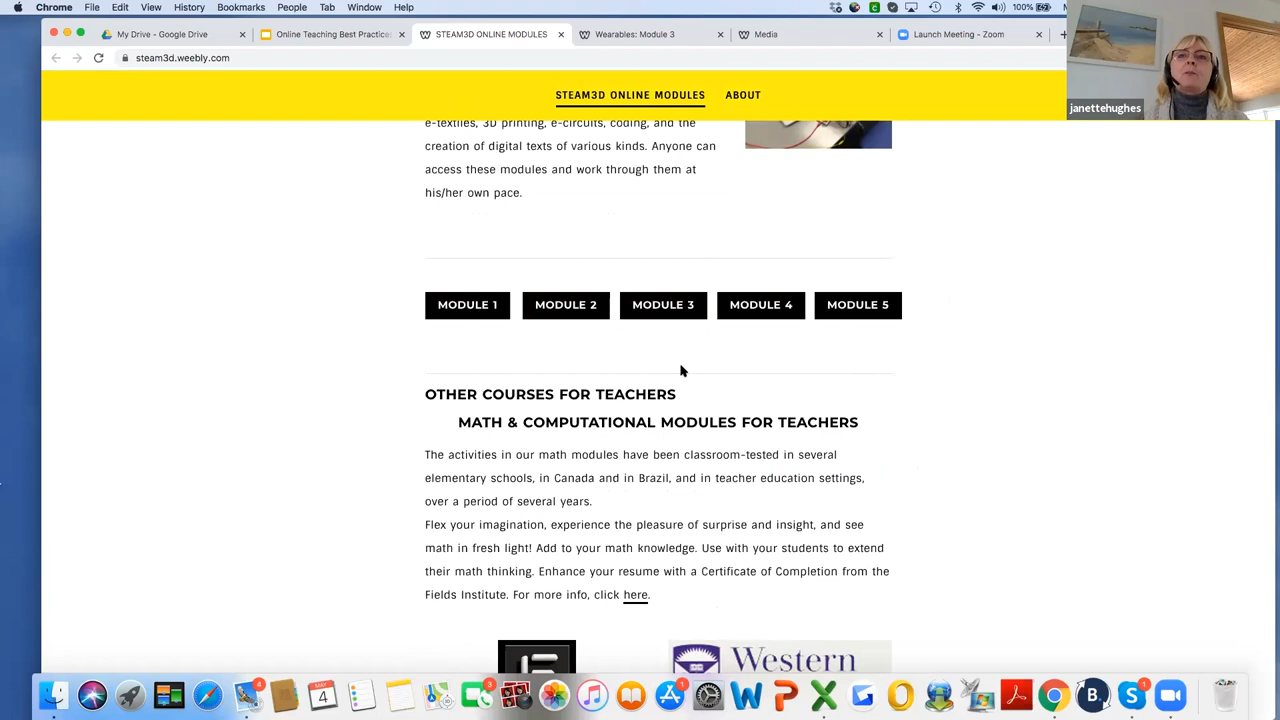 Chrome File Edit View History Bookmarks People Tab Window Help 100%
My Drive - Google Drive Online Teaching Best Practice: STEAM3D ONLINE MODULES Wearables: Module 3 Media Launch Meeting - Zoom
steam3d.weebly.com
janettehughes
STEAM3D ONLINE MODULES ABOUT
e-textiles, 3D printing, e-circuits, coding, and the
creation of digital texts of various kinds. Anyone can
access these modules and work through them at
his/her own pace.
MODULE 1 MODULE 2 MODULE 3 MODULE 4 MODULE 5
OTHER COURSES FOR TEACHERS
MATH & COMPUTATIONAL MODULES FOR TEACHERS
The activities in our math modules have been classroom-tested in several
elementary schools, in Canada and in Brazil, and in teacher education settings,
over a period of several years.
Flex your imagination, experience the pleasure of surprise and insight, and see
math in fresh light! Add to your math knowledge. Use with your students to extend
their math thinking. Enhance your resume with a Certificate of Completion from the
Fields Institute. For more info, click here.
Western
MAY
4
4 3 1 1